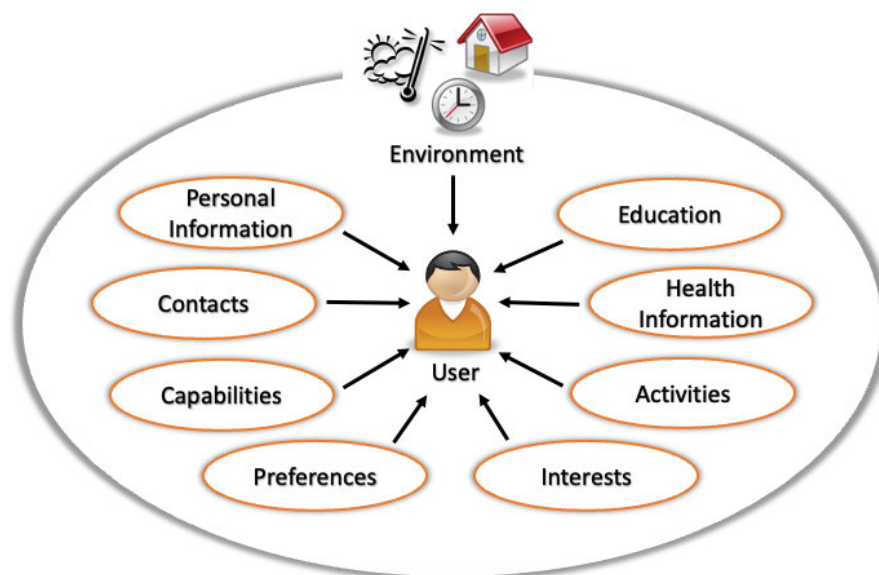 Environment
Personal
Information
Education
Contacts
Health
Information
User
Capabilities
Activities
Preferences
Interests